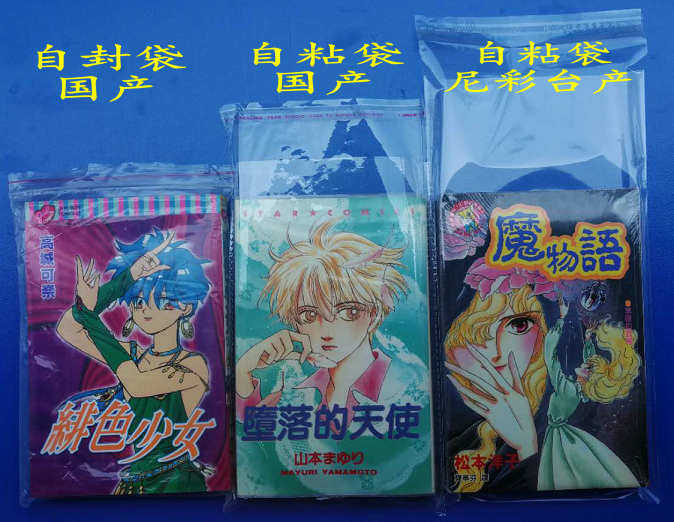 自封袋
国产
自粘袋
国产
自粘袋
尼彩台产
高城可奈
緋色少女
STAR★COMICS
墮落的天使
山本まゆり
MAYURI YAMAMOTO
魔物語
松本洋子